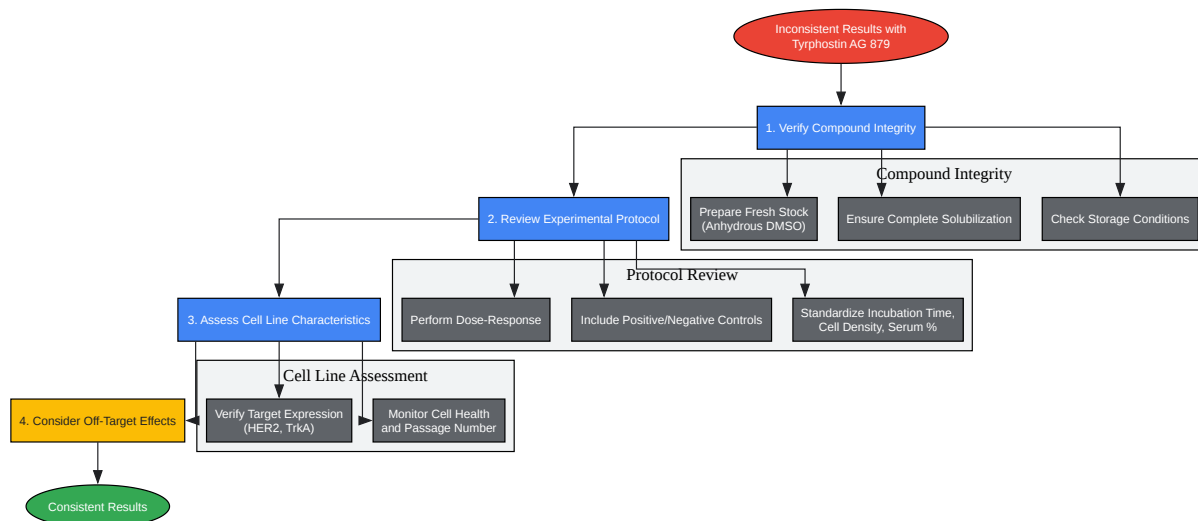 Inconsistent Results with
Tyrphostin AG 879
1. Verify Compound Integrity
Compound Integrity
Prepare Fresh Stock
(Anhydrous DMSO)
Ensure Complete Solubilization
Check Storage Conditions
2. Review Experimental Protocol
Protocol Review
Perform Dose-Response
Include Positive/Negative Controls
Standardize Incubation Time,
Cell Density, Serum %
3. Assess Cell Line Characteristics
Cell Line Assessment
Verify Target Expression
(HER2, TrkA)
Monitor Cell Health
and Passage Number
4. Consider Off-Target Effects
Consistent Results